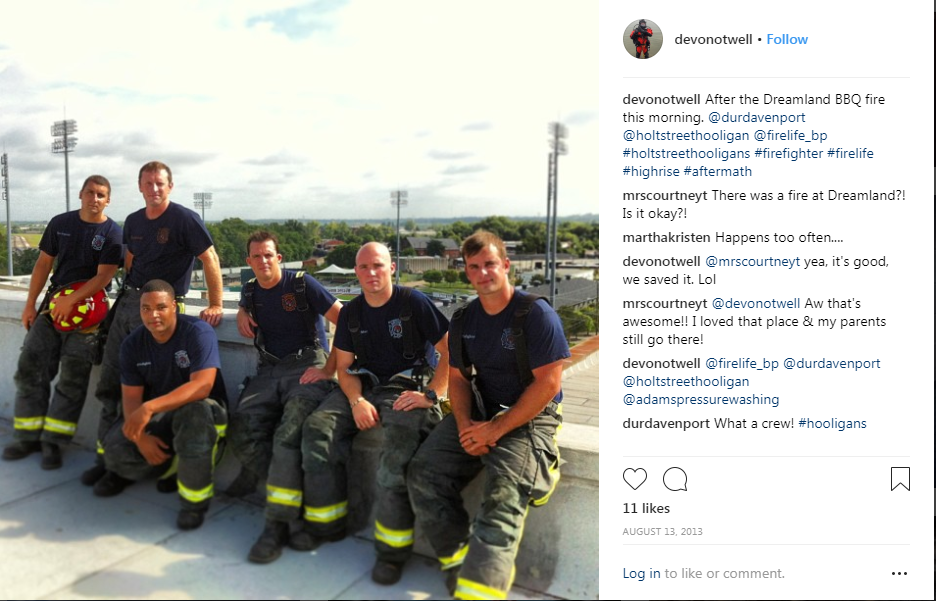 devonotwell • Follow
devonotwell After the Dreamland BBQ fire
this morning. @durdavenport
@holtstreethooligan @firelife_bp
#holtstreethooligans #firefighter #firelife
#highrise #aftermath
mrscourtneyt There was a fire at Dreamland?!
Is it okay?!
marthakristen Happens too often....
devonotwell @mrscourtneyt yea, it's good,
we saved it. Lol
mrscourtneyt @devonotwell Aw that's
awesome!! I loved that place & my parents
still go there!
devonotwell @firelife_bp @durdavenport
@holtstreethooligan
@adamspressurewashing
durdavenport What a crew! #hooligans
11 likes
AUGUST 13, 2013
Log in to like or comment.